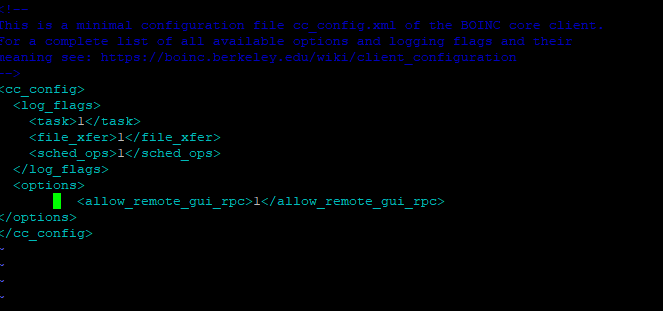 <!--
This is a minimal configuration file cc_config.xml of the BOINC core client.
For a complete list of all available options and logging flags and their
meaning see: https://boinc.berkeley.edu/wiki/client_configuration
-->
<cc_config>
  <log_flags>
    <task>1</task>
    <file_xfer>1</file_xfer>
    <sched_ops>1</sched_ops>
  </log_flags>
  <options>
          <allow_remote_gui_rpc>1</allow_remote_gui_rpc>
</options>
</cc_config>
~
~
~
~